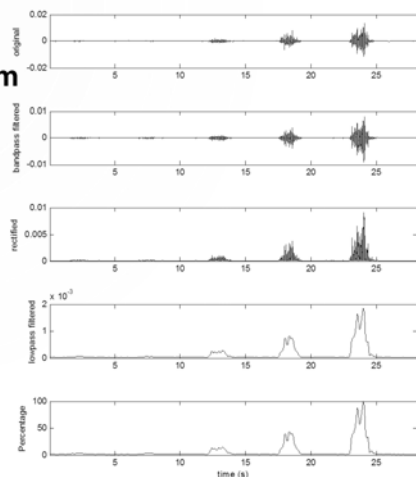 m
original
0.02
0
-0.02
5 10 15 20 25
bandpass filtered
0.01
0
-0.01
5 10 15 20 25
rectified
0.01
0.005
0
5 10 15 20 25
lowpass filtered
x 10⁻³
2
1
0
5 10 15 20 25
Percentage
100
50
0
5 10 15 20 25
time (s)